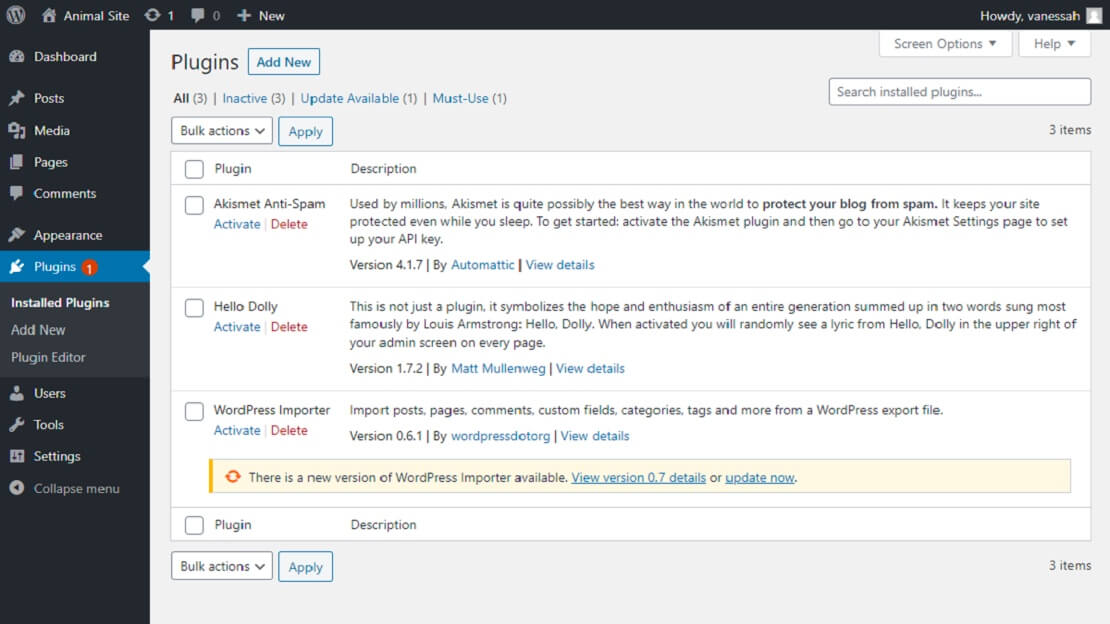 Animal Site 1 0 New Howdy, vanessah
Dashboard
Posts
Media
Pages
Comments
Appearance
Plugins 1
Installed Plugins
Add New
Plugin Editor
Users
Tools
Settings
Collapse menu
Screen Options Help
Plugins Add New
All (3) | Inactive (3) | Update Available (1) | Must-Use (1)
Search installed plugins...
Bulk actions Apply 3 items
Plugin Description
Akismet Anti-Spam
Activate | Delete
Used by millions, Akismet is quite possibly the best way in the world to protect your blog from spam. It keeps your site
protected even while you sleep. To get started: activate the Akismet plugin and then go to your Akismet Settings page to set
up your API key.
Version 4.1.7 | By Automattic | View details
Hello Dolly
Activate | Delete
This is not just a plugin, it symbolizes the hope and enthusiasm of an entire generation summed up in two words sung most
famously by Louis Armstrong: Hello, Dolly. When activated you will randomly see a lyric from Hello, Dolly in the upper right of
your admin screen on every page.
Version 1.7.2 | By Matt Mullenweg | View details
WordPress Importer
Activate | Delete
Import posts, pages, comments, custom fields, categories, tags and more from a WordPress export file.
Version 0.6.1 | By wordpressdotorg | View details
There is a new version of WordPress Importer available. View version 0.7 details or update now.
Plugin Description
Bulk actions Apply 3 items